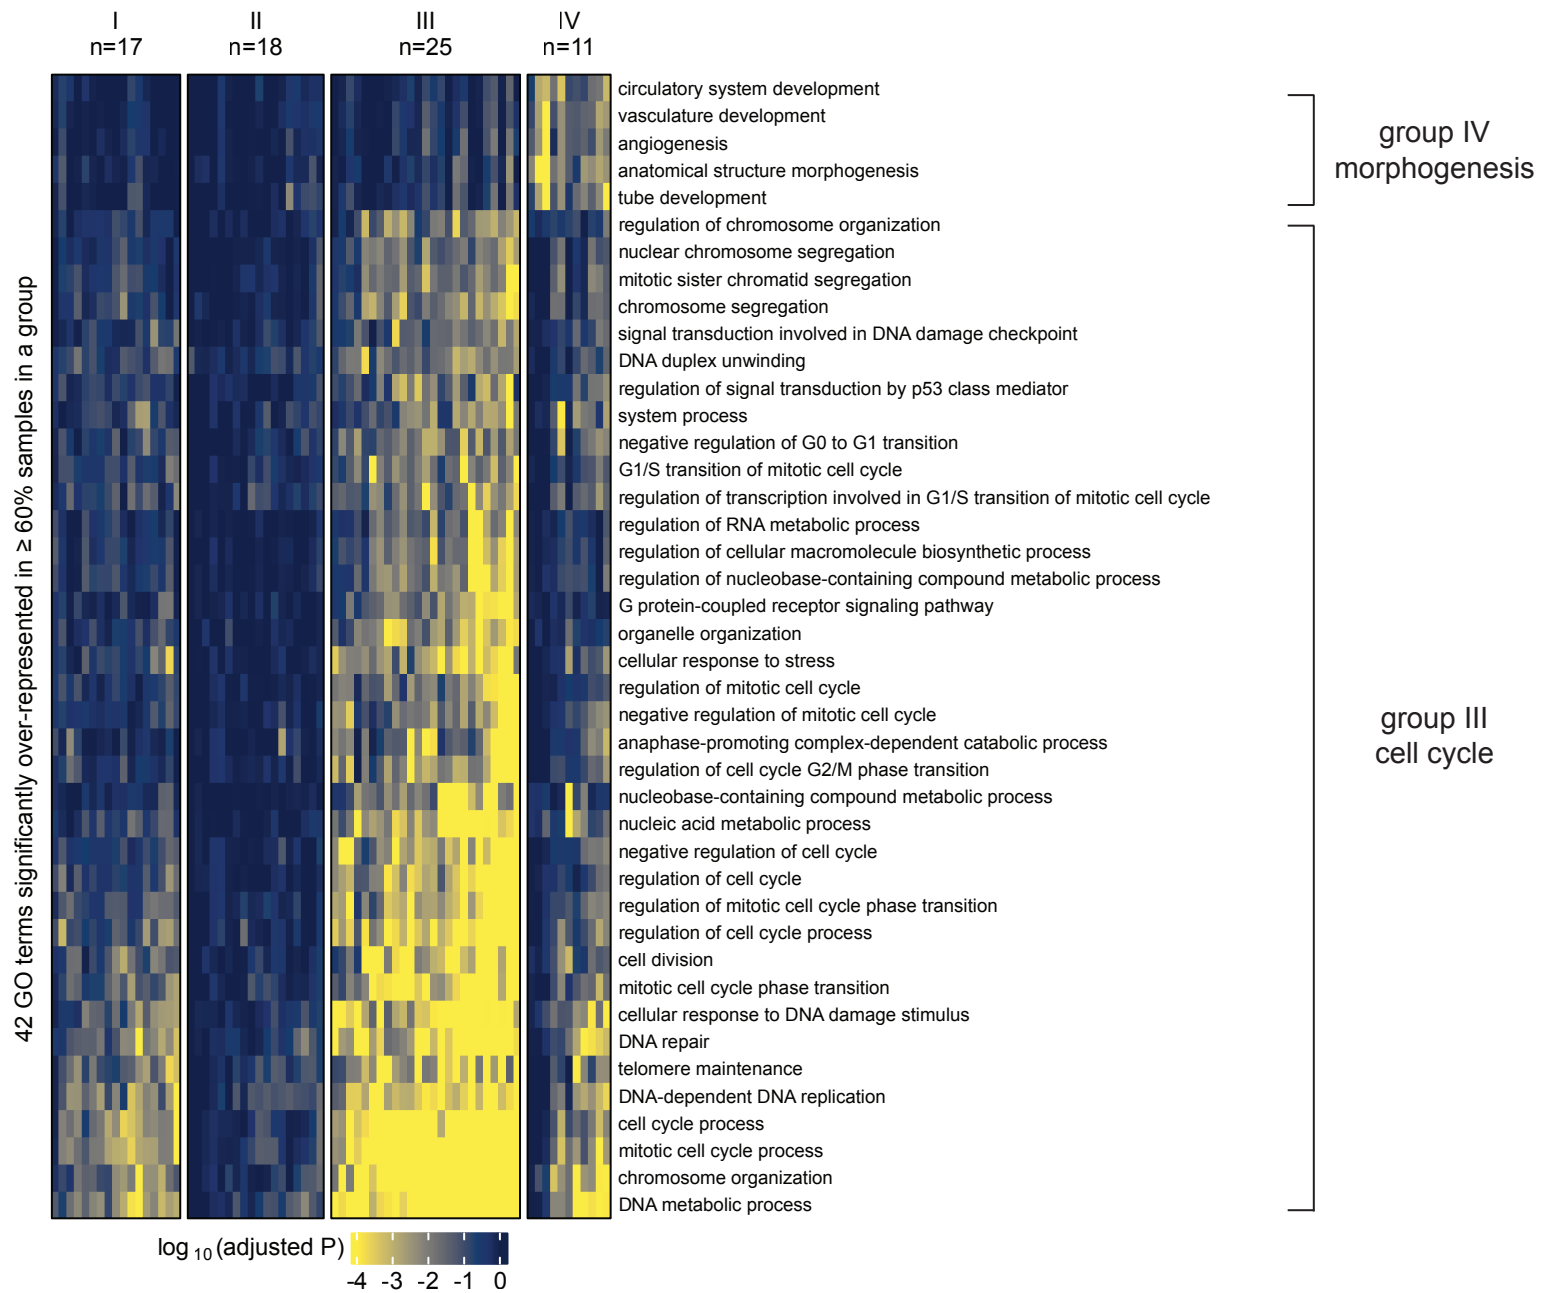 I
n=17
II
n=18
III
n=25
IV
n=11
42 GO terms significantly over-represented in ≥ 60% samples in a group
circulatory system development
vasculature development
angiogenesis
anatomical structure morphogenesis
tube development
regulation of chromosome organization
nuclear chromosome segregation
mitotic sister chromatid segregation
chromosome segregation
signal transduction involved in DNA damage checkpoint
DNA duplex unwinding
regulation of signal transduction by p53 class mediator
system process
negative regulation of G0 to G1 transition
G1/S transition of mitotic cell cycle
regulation of transcription involved in G1/S transition of mitotic cell cycle
regulation of RNA metabolic process
regulation of cellular macromolecule biosynthetic process
regulation of nucleobase-containing compound metabolic process
G protein-coupled receptor signaling pathway
organelle organization
cellular response to stress
regulation of mitotic cell cycle
negative regulation of mitotic cell cycle
anaphase-promoting complex-dependent catabolic process
regulation of cell cycle G2/M phase transition
nucleobase-containing compound metabolic process
nucleic acid metabolic process
negative regulation of cell cycle
regulation of cell cycle
regulation of mitotic cell cycle phase transition
regulation of cell cycle process
cell division
mitotic cell cycle phase transition
cellular response to DNA damage stimulus
DNA repair
telomere maintenance
DNA-dependent DNA replication
cell cycle process
mitotic cell cycle process
chromosome organization
DNA metabolic process
group IV
morphogenesis
group III
cell cycle
log 10 (adjusted P)
-4 -3 -2 -1 0